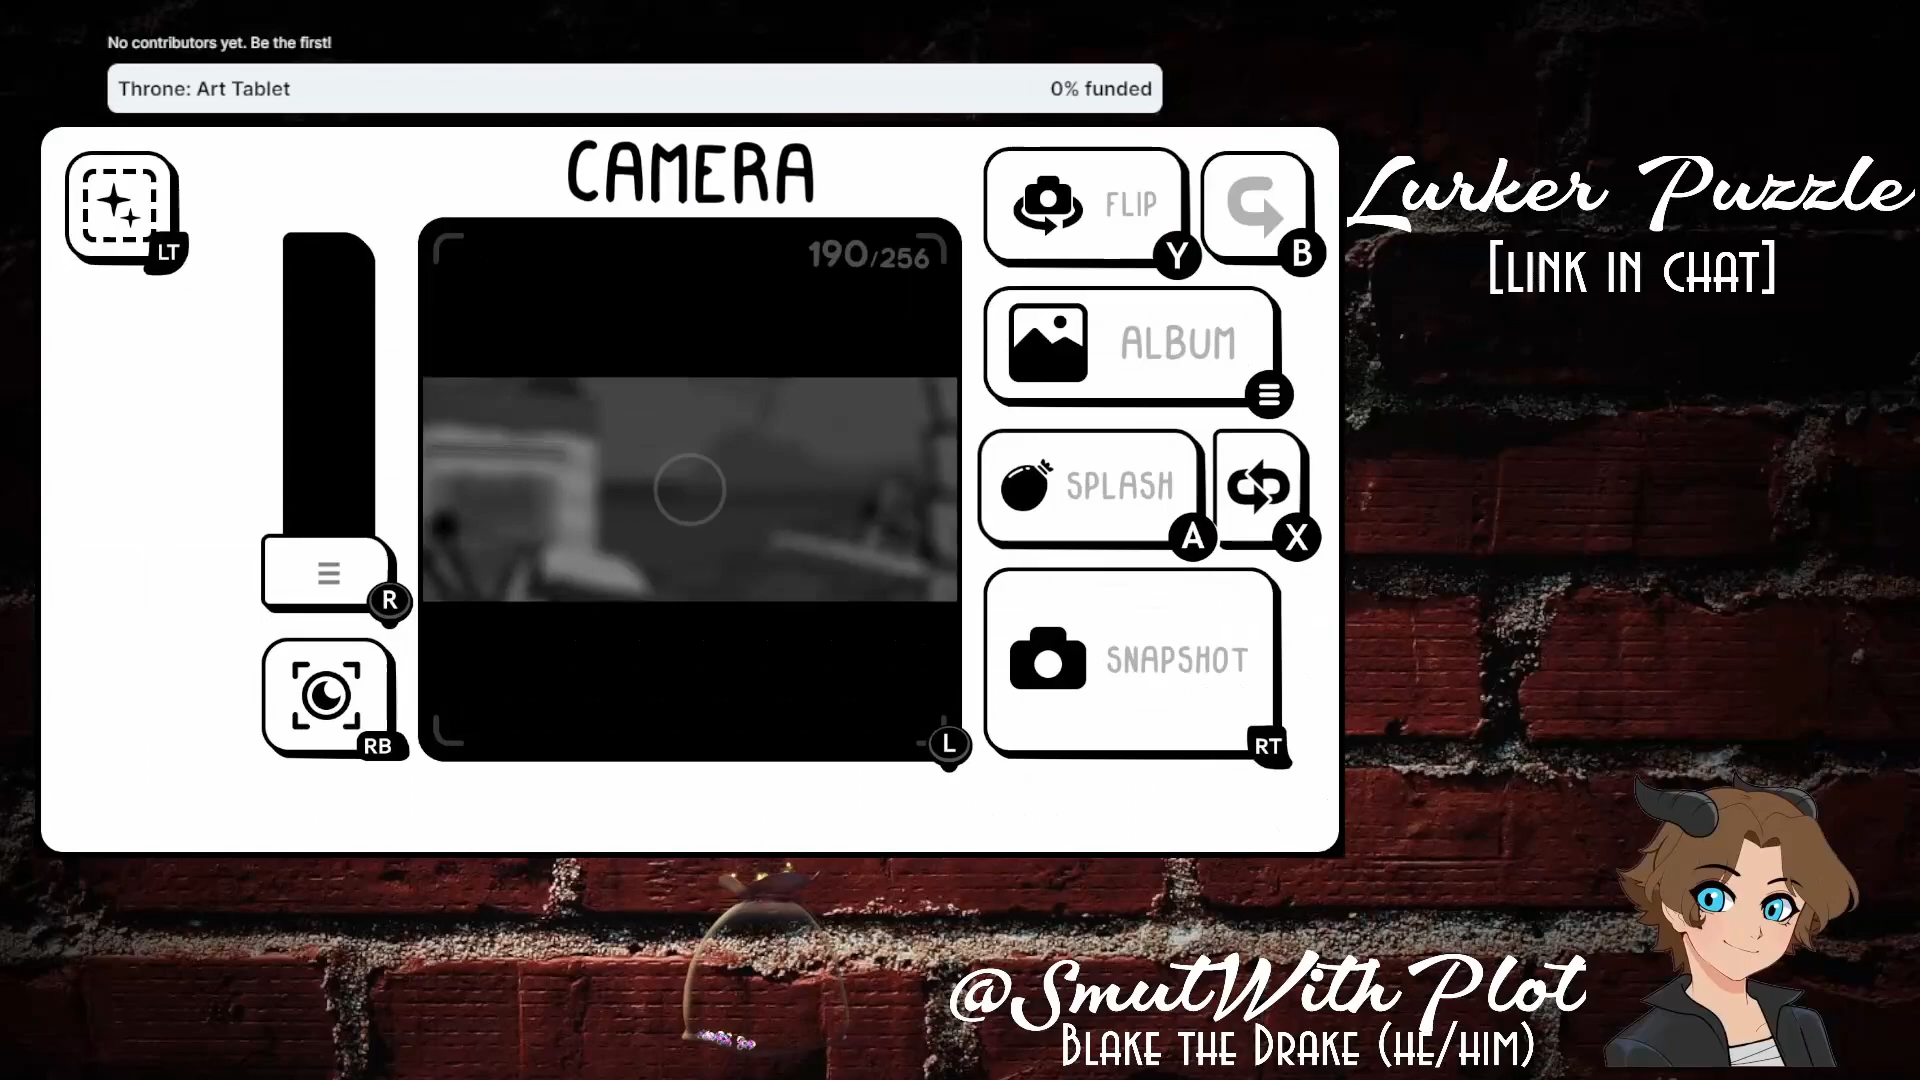 No contributors yet. Be the first!
Throne: Art Tablet 0% funded
CAMERA
LT
190/256
FLIP
Y
B
ALBUM
SPLASH
A
X
R
RB
L
SNAPSHOT
RT
Lurker Puzzle
[LINK IN CHAT]
@SmutWithPlot
BLAKE THE DRAKE (HE/HIM)